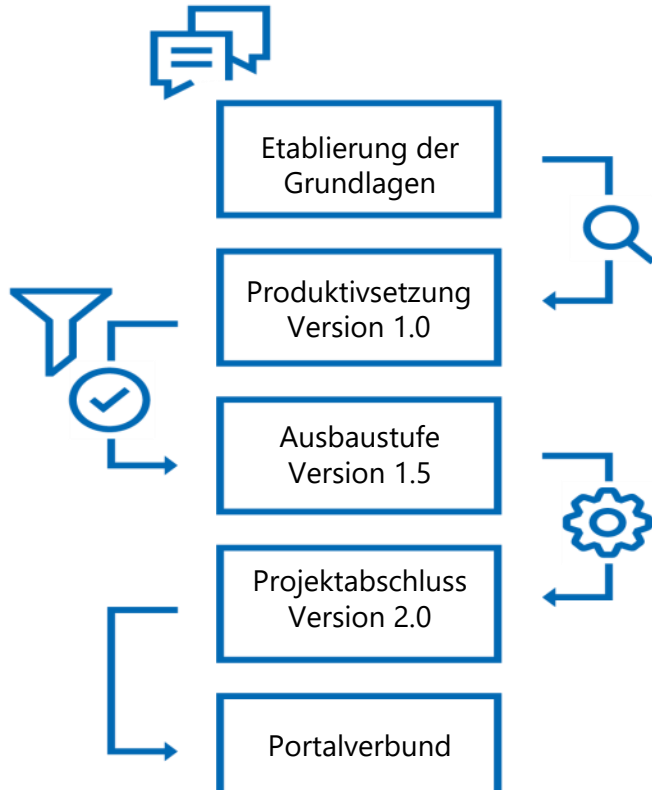 Etablierung der
Grundlagen
Produktivsetzung
Version 1.0
Ausbaustufe
Version 1.5
Projektabschluss
Version 2.0
Portalverbund